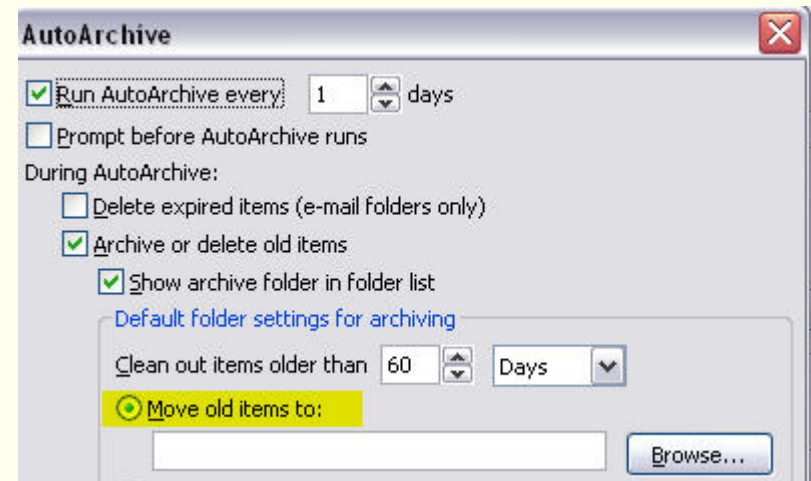 AutoArchive
Run AutoArchive every 1 days
Prompt before AutoArchive runs
During AutoArchive:
Delete expired items (e-mail folders only)
Archive or delete old items
Show archive folder in folder list
Default folder settings for archiving
Clean out items older than 60 Days
Move old items to:
Browse...